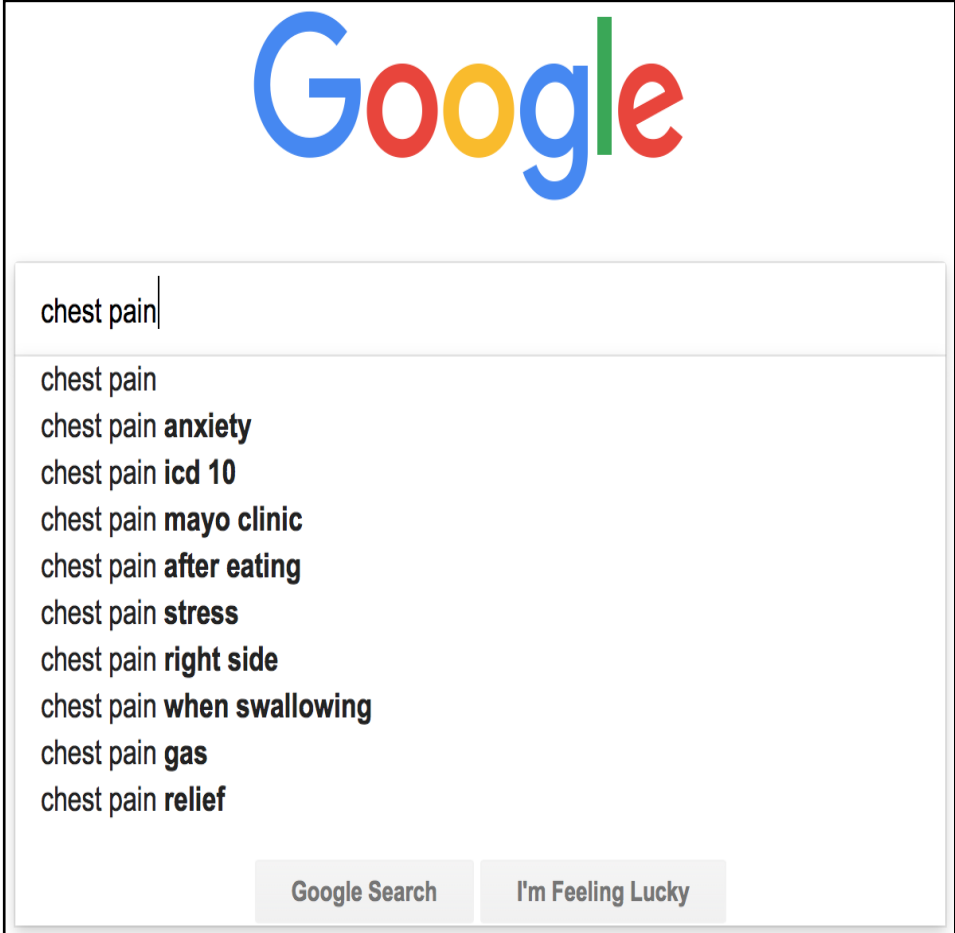 Google
chest pain
chest pain
chest pain anxiety
chest pain icd 10
chest pain mayo clinic
chest pain after eating
chest pain stress
chest pain right side
chest pain when swallowing
chest pain gas
chest pain relief
Google Search I'm Feeling Lucky